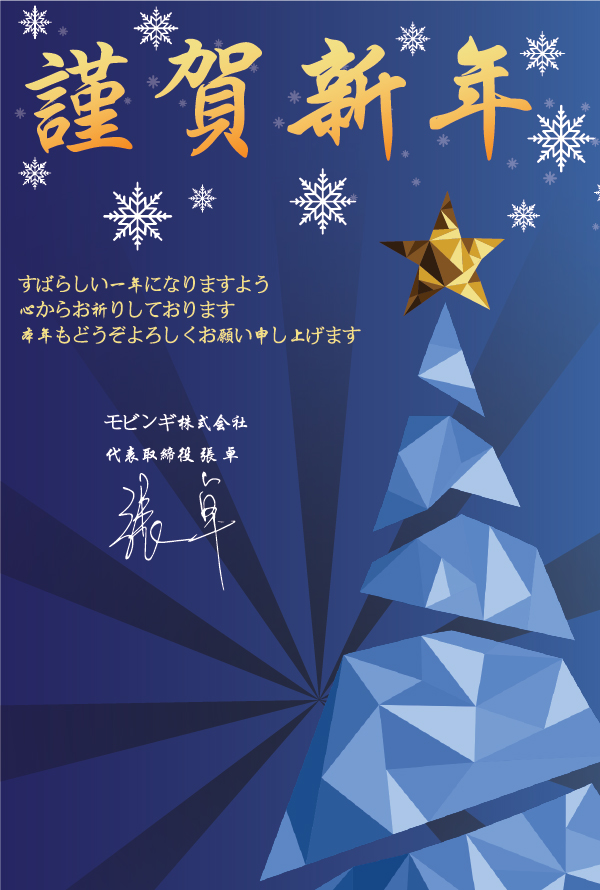 謹賀新年
すばらしい一年になりますよう
心からお祈りしております
本年もどうぞよろしくお願い申し上げます
モビンギ株式会社
代表取締役 張 卓
張 卓